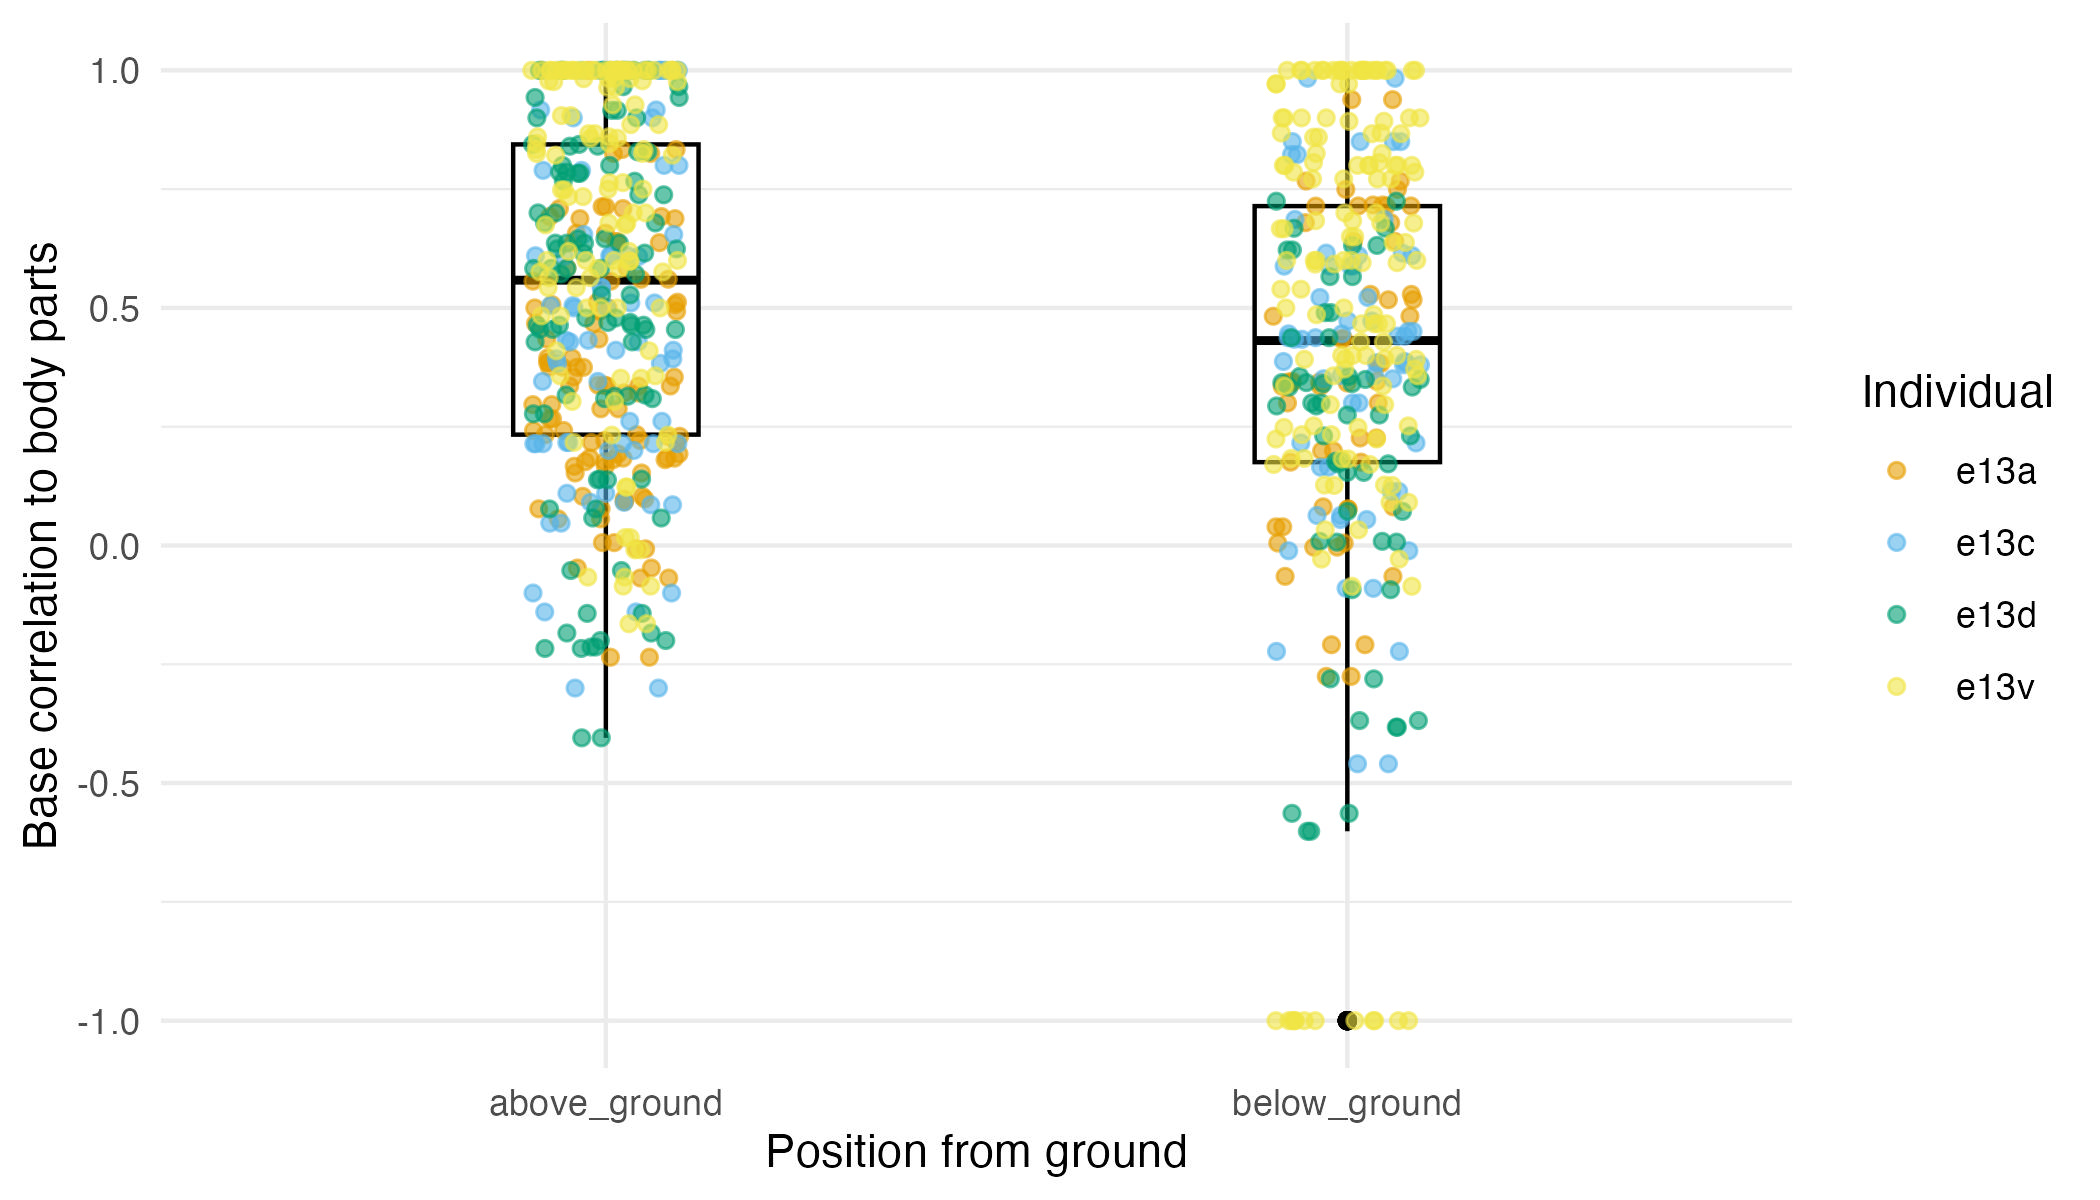 Base correlation to body parts
1.0
0.5
0.0
-0.5
-1.0
above_ground
below_ground
Position from ground
Individual
e13a
e13c
e13d
e13v